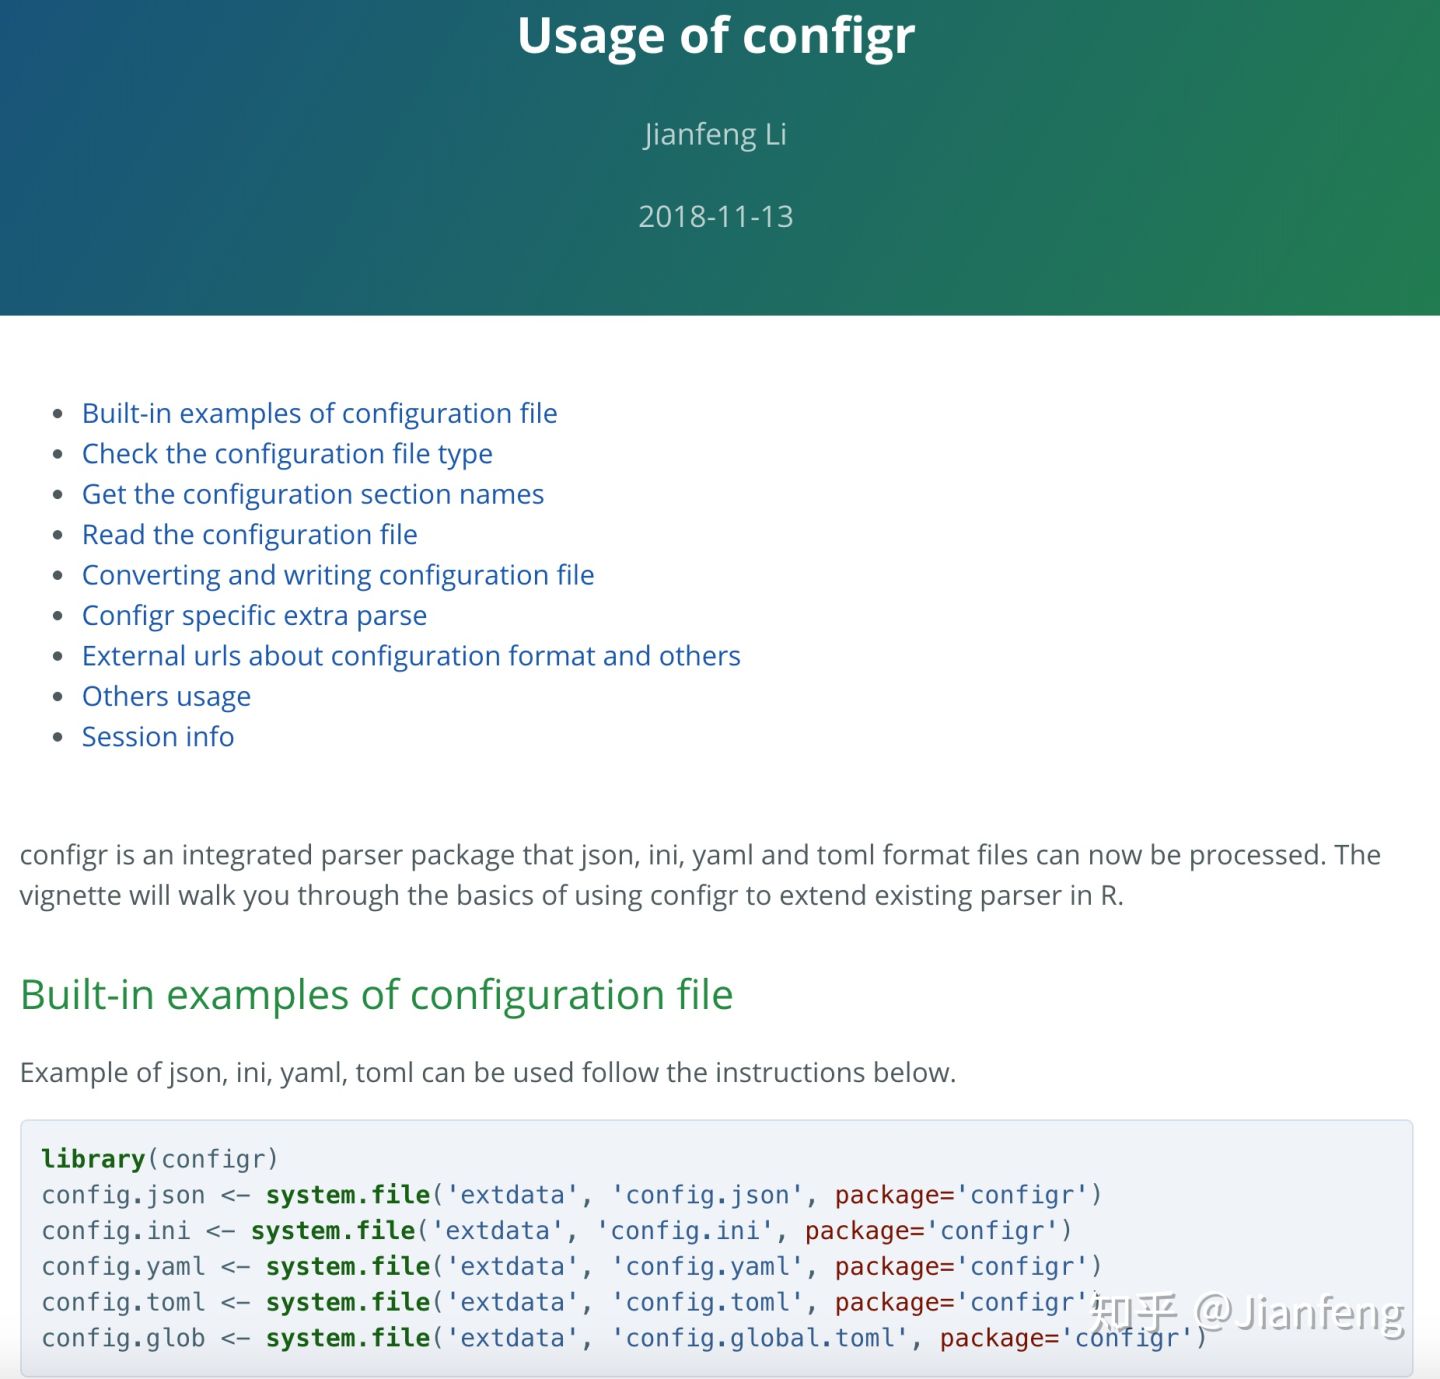 Usage of configr
Jianfeng Li
2018-11-13
Built-in examples of configuration file
Check the configuration file type
Get the configuration section names
Read the configuration file
Converting and writing configuration file
Configr specific extra parse
External urls about configuration format and others
Others usage
Session info
configr is an integrated parser package that json, ini, yaml and toml format files can now be processed. The
vignette will walk you through the basics of using configr to extend existing parser in R.
Built-in examples of configuration file
Example of json, ini, yaml, toml can be used follow the instructions below.
library(configr)
config.json <- system.file('extdata', 'config.json', package='configr')
config.ini <- system.file('extdata', 'config.ini', package='configr')
config.yaml <- system.file('extdata', 'config.yaml', package='configr')
config.toml <- system.file('extdata', 'config.toml', package='configr')
config.glob <- system.file('extdata', 'config.global.toml', package='configr')
知乎 @Jianfeng